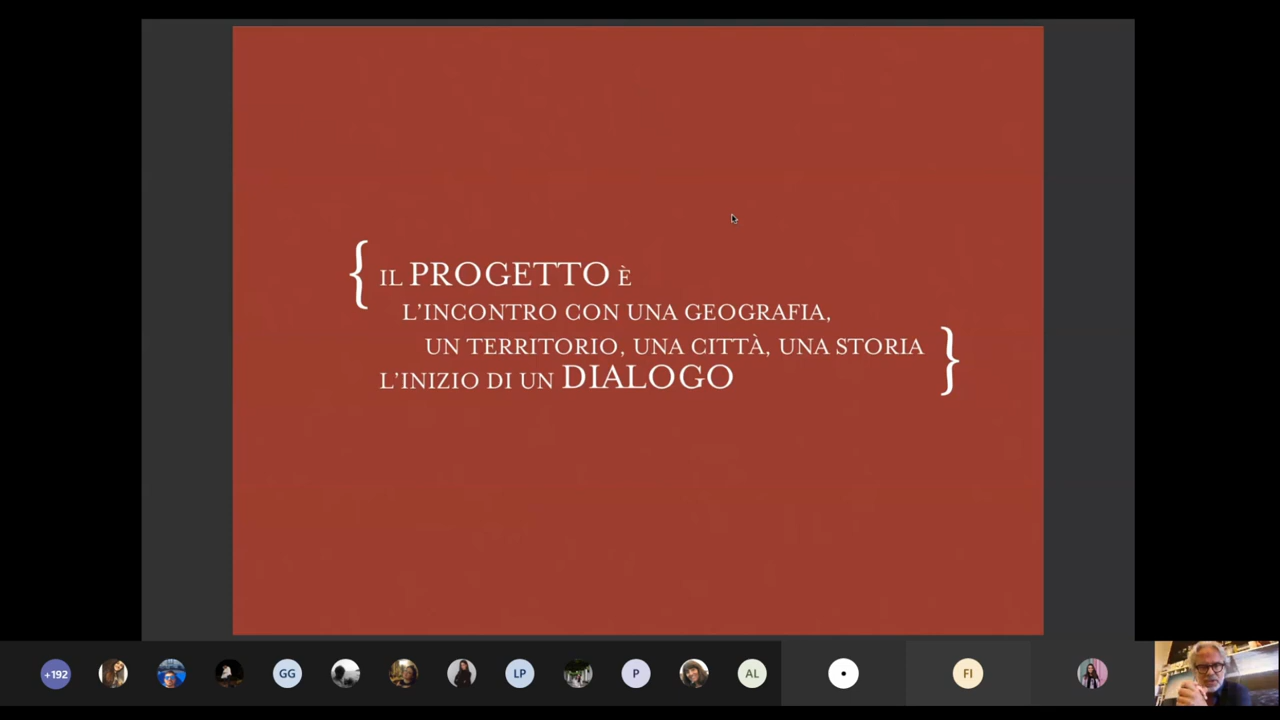 { IL PROGETTO È
L’INCONTRO CON UNA GEOGRAFIA,
UN TERRITORIO, UNA CITTÀ, UNA STORIA }
L’INIZIO DI UN DIALOGO
+192 GG LP P AL FI